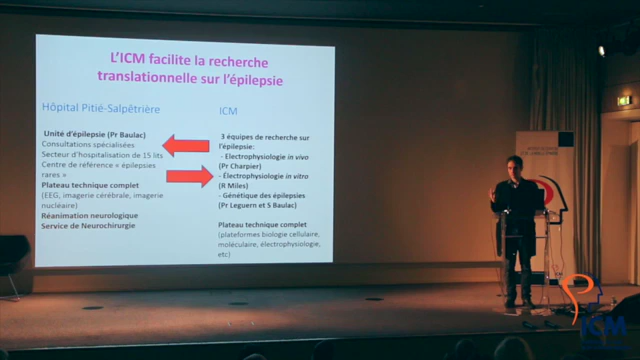 L'ICM facilite la recherche
translationnelle sur l'épilepsie
Hôpital Pitié-Salpêtrière
Unité d'épilepsie (Pr Baulac)
Consultations spécialisées
Secteur d'hospitalisation de 15 lits
Centre de référence « épilepsies
rares »
Plateau technique complet
(EEG, imagerie cérébrale, imagerie
nucléaire)
Réanimation neurologique
Service de Neurochirurgie
ICM
3 équipes de recherche sur
l'épilepsie:
- Electrophysiologie in vivo
(Pr Charpier)
- Électrophysiologie in vitro
(R Miles)
- Génétique des épilepsies
(Pr Leguern et S Baulac)
Plateau technique complet
(plateformes biologie cellulaire,
moléculaire, électrophysiologie,
etc)
ICM